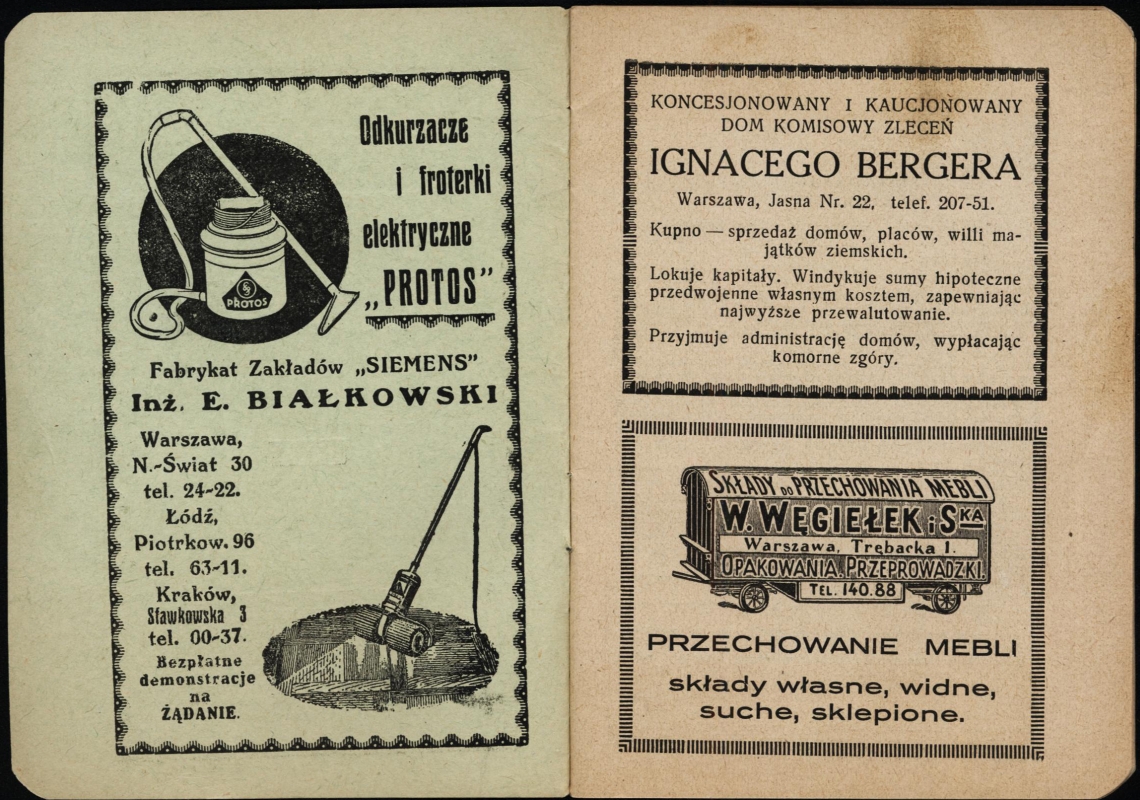 Odkurzacze
i froterki
elektryczne
„PROTOS”
PROTOS
Fabrykat Zakładów „SIEMENS”
Inż. E. BIAŁKOWSKI
Warszawa,
N.-Świat 30
tel. 24-22.
Łódź,
Piotrkow. 96
tel. 63-11.
Kraków,
Sławkowska 3
tel. 00-37.
Bezpłatne
demonstracje
na
ŻĄDANIE.
KONCESJONOWANY I KAUCJONOWANY
DOM KOMISOWY ZLECEŃ
IGNACEGO BERGERA
Warszawa, Jasna Nr. 22, telef. 207-51.
Kupno — sprzedaż domów, placów, willi ma-
jątków ziemskich.
Lokuje kapitały. Windykuje sumy hipoteczne
przedwojenne własnym kosztem, zapewniając
najwyższe przewalutowanie.
Przyjmuje administrację domów, wypłacając
komorne zgóry.
SKŁADY DO PRZECHOWANIA MEBLI
W. WĘGIEŁEK i SKA
Warszawa, Trębacka 1.
OPAKOWANIA. PRZEPROWADZKI.
TEL. 140.88
PRZECHOWANIE MEBLI
składy własne, widne,
suche, sklepione.